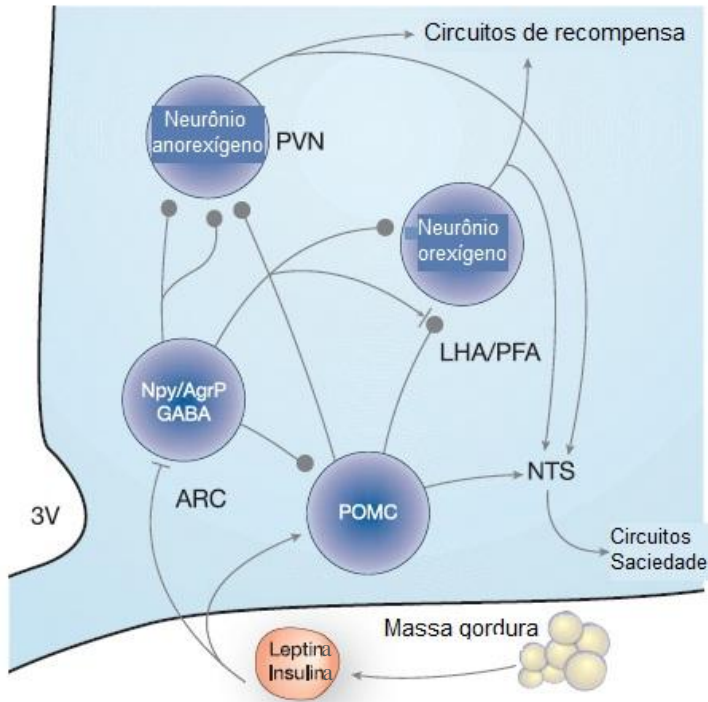 Circuitos de recompensa
Neurônio
anorexígeno
PVN
Neurônio
orexígeno
LHA/PFA
Npy/AgrP
GABA
ARC
3V
POMC
NTS
Circuitos
Saciedade
Massa gordura
Leptina
Insulina